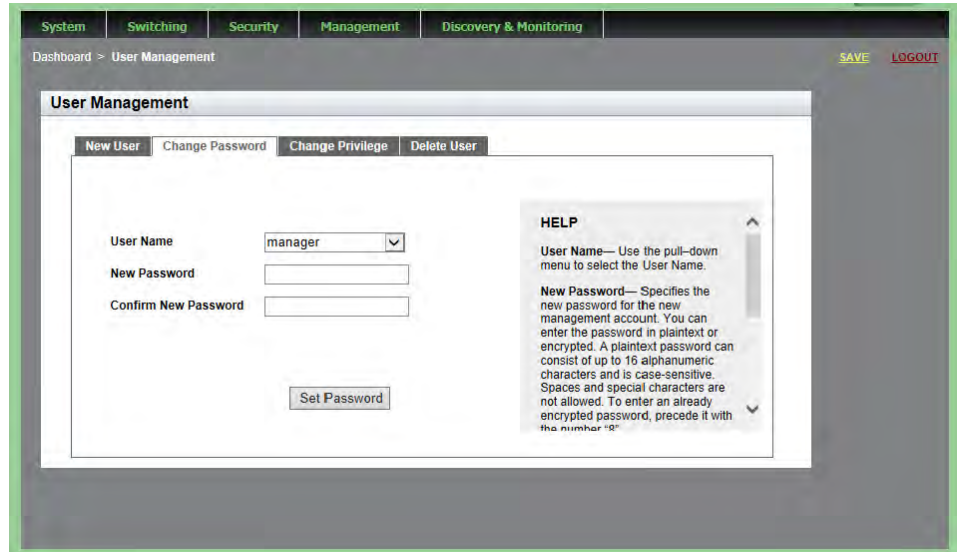 System Switching Security Management Discovery & Monitoring
Dashboard > User Management
SAVE LOGOUT
User Management
New User Change Password Change Privilege Delete User
User Name
manager
New Password
Confirm New Password
Set Password
HELP
User Name— Use the pull–down
menu to select the User Name.
New Password— Specifies the
new password for the new
management account. You can
enter the password in plaintext or
encrypted. A plaintext password can
consist of up to 16 alphanumeric
characters and is case-sensitive.
Spaces and special characters are
not allowed. To enter an already
encrypted password, precede it with
the number “8”